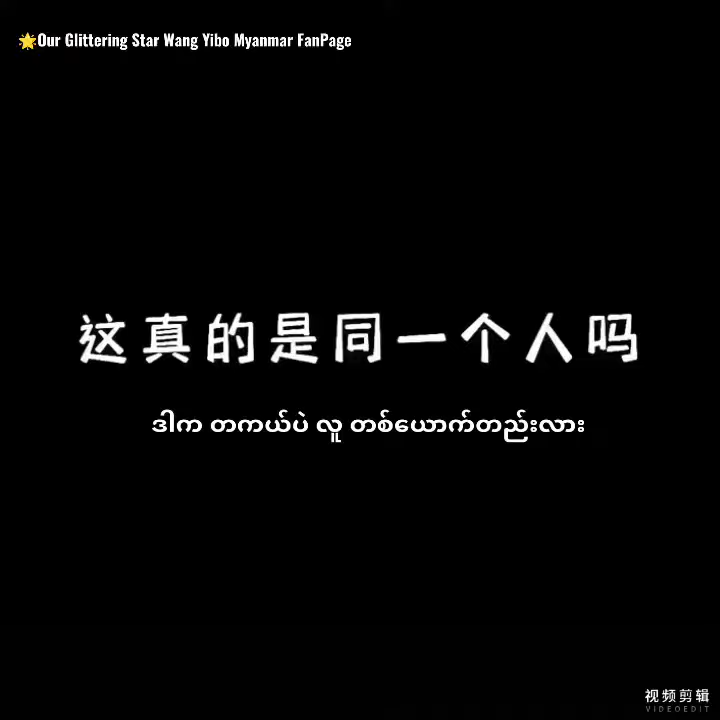 🌟Our Glittering Star Wang Yibo Myanmar FanPage
这真的是同一个人吗
ဒါက တကယ်ပဲ လူ တစ်ယောက်တည်းလား
视频剪辑
VIDEOEDIT